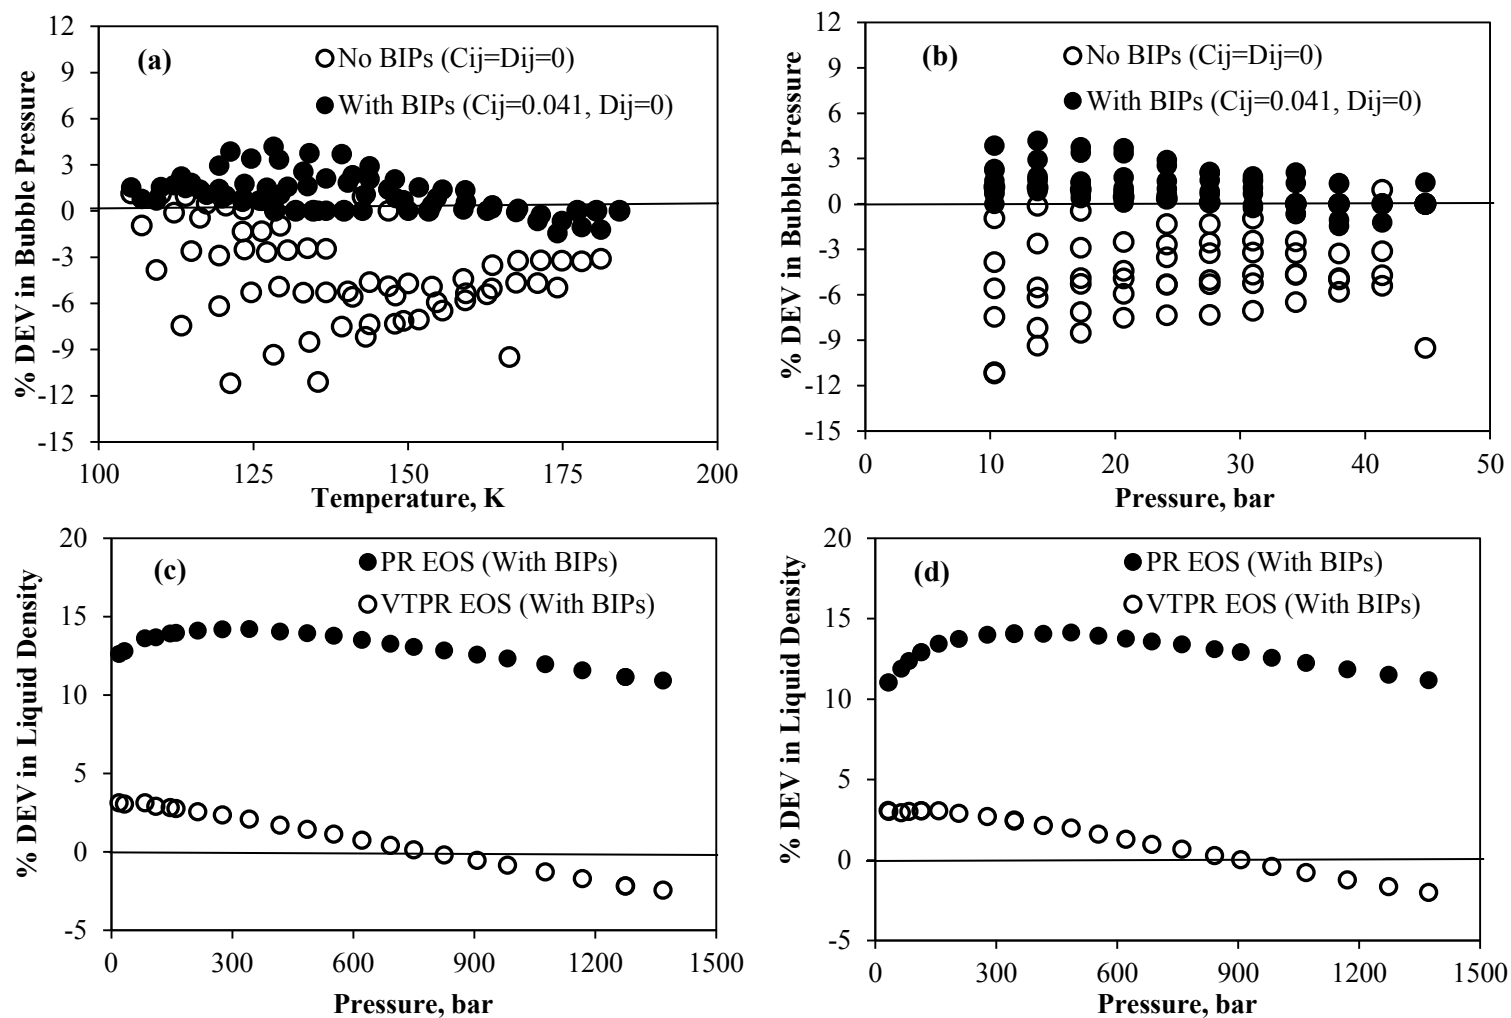 (a)
No BIPs (Cij=Dij=0)
With BIPs (Cij=0.041, Dij=0)
% DEV in Bubble Pressure
12
9
6
3
0
-3
-6
-9
-12
-15
100
125
150
175
200
Temperature, K
(b)
No BIPs (Cij=Dij=0)
With BIPs (Cij=0.041, Dij=0)
% DEV in Bubble Pressure
12
9
6
3
0
-3
-6
-9
-12
-15
0
10
20
30
40
50
Pressure, bar
(c)
PR EOS (With BIPs)
VTPR EOS (With BIPs)
% DEV in Liquid Density
20
15
10
5
0
-5
0
300
600
900
1200
1500
Pressure, bar
(d)
PR EOS (With BIPs)
VTPR EOS (With BIPs)
% DEV in Liquid Density
20
15
10
5
0
-5
0
300
600
900
1200
1500
Pressure, bar